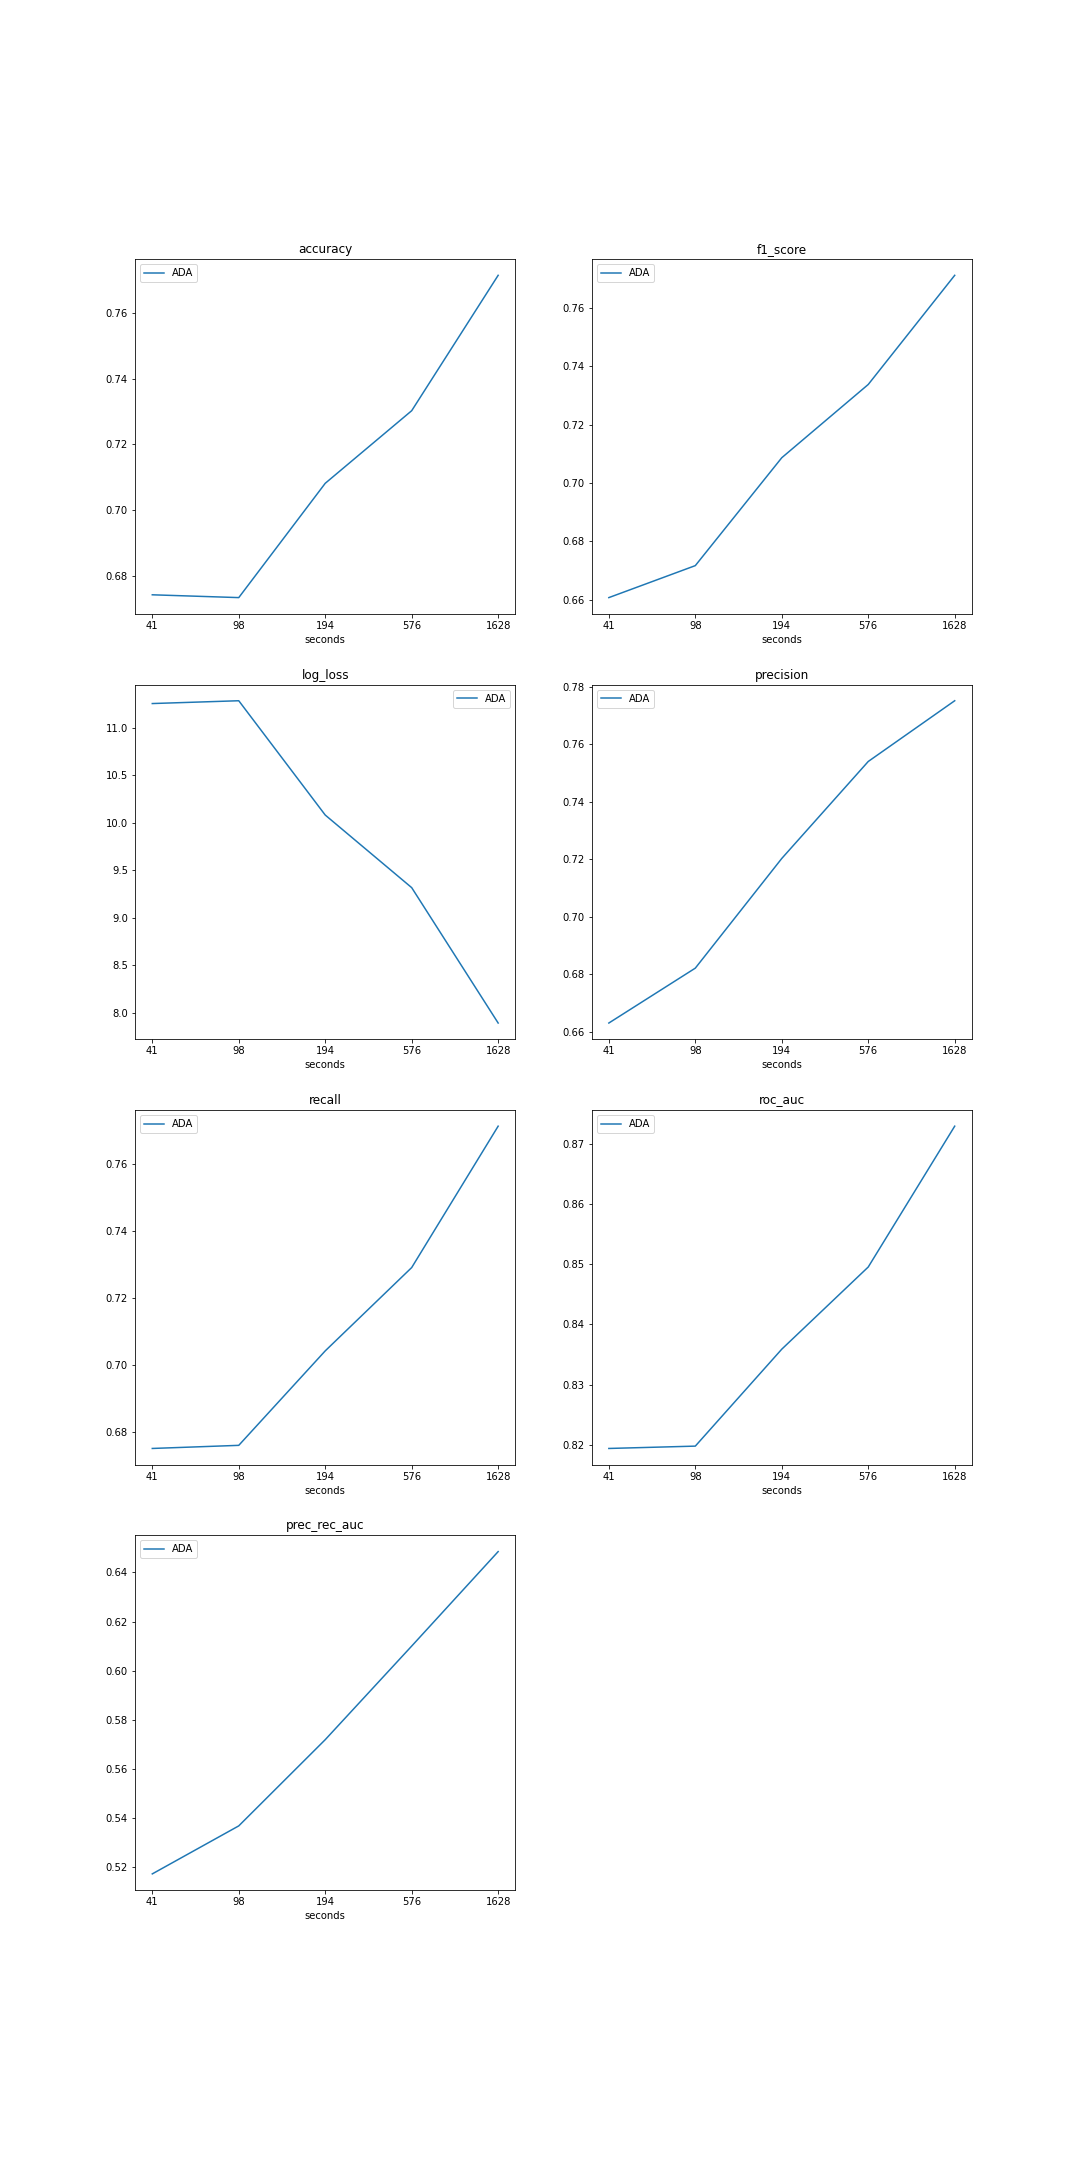 accuracy
ADA
0.76
0.74
0.72
0.70
0.68
41 98 194 576 1628
seconds
f1_score
ADA
0.76
0.74
0.72
0.70
0.68
0.66
41 98 194 576 1628
seconds
log_loss
ADA
11.0
10.5
10.0
9.5
9.0
8.5
8.0
41 98 194 576 1628
seconds
precision
ADA
0.78
0.76
0.74
0.72
0.70
0.68
0.66
41 98 194 576 1628
seconds
recall
ADA
0.76
0.74
0.72
0.70
0.68
41 98 194 576 1628
seconds
roc_auc
ADA
0.87
0.86
0.85
0.84
0.83
0.82
41 98 194 576 1628
seconds
prec_rec_auc
ADA
0.64
0.62
0.60
0.58
0.56
0.54
0.52
41 98 194 576 1628
seconds